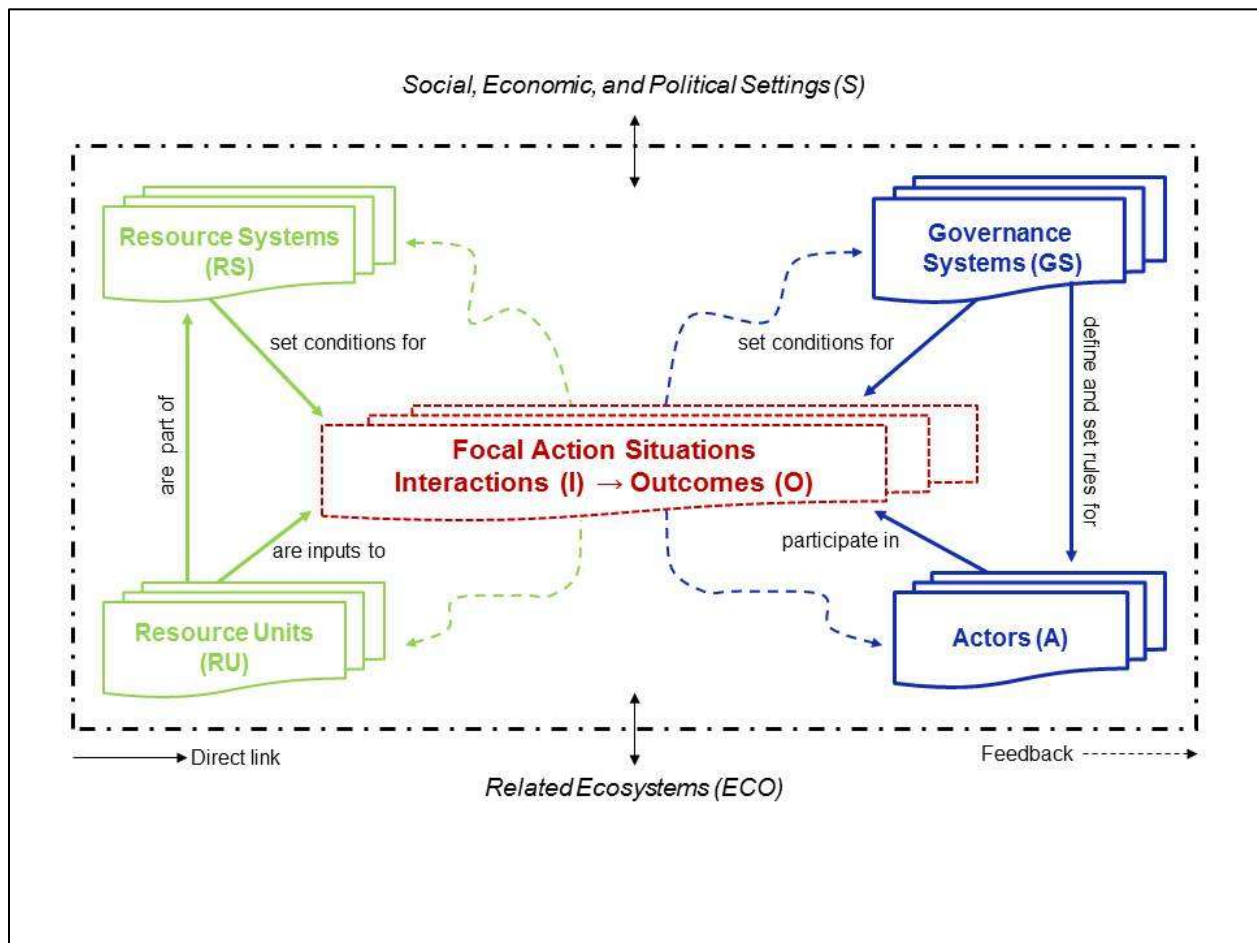 Social, Economic, and Political Settings (S)
Resource Systems
(RS)
Governance
Systems (GS)
set conditions for
set conditions for
define and set rules for
are part of
Focal Action Situations
Interactions (I) → Outcomes (O)
are inputs to
participate in
Resource Units
(RU)
Actors (A)
Direct link
Feedback
Related Ecosystems (ECO)